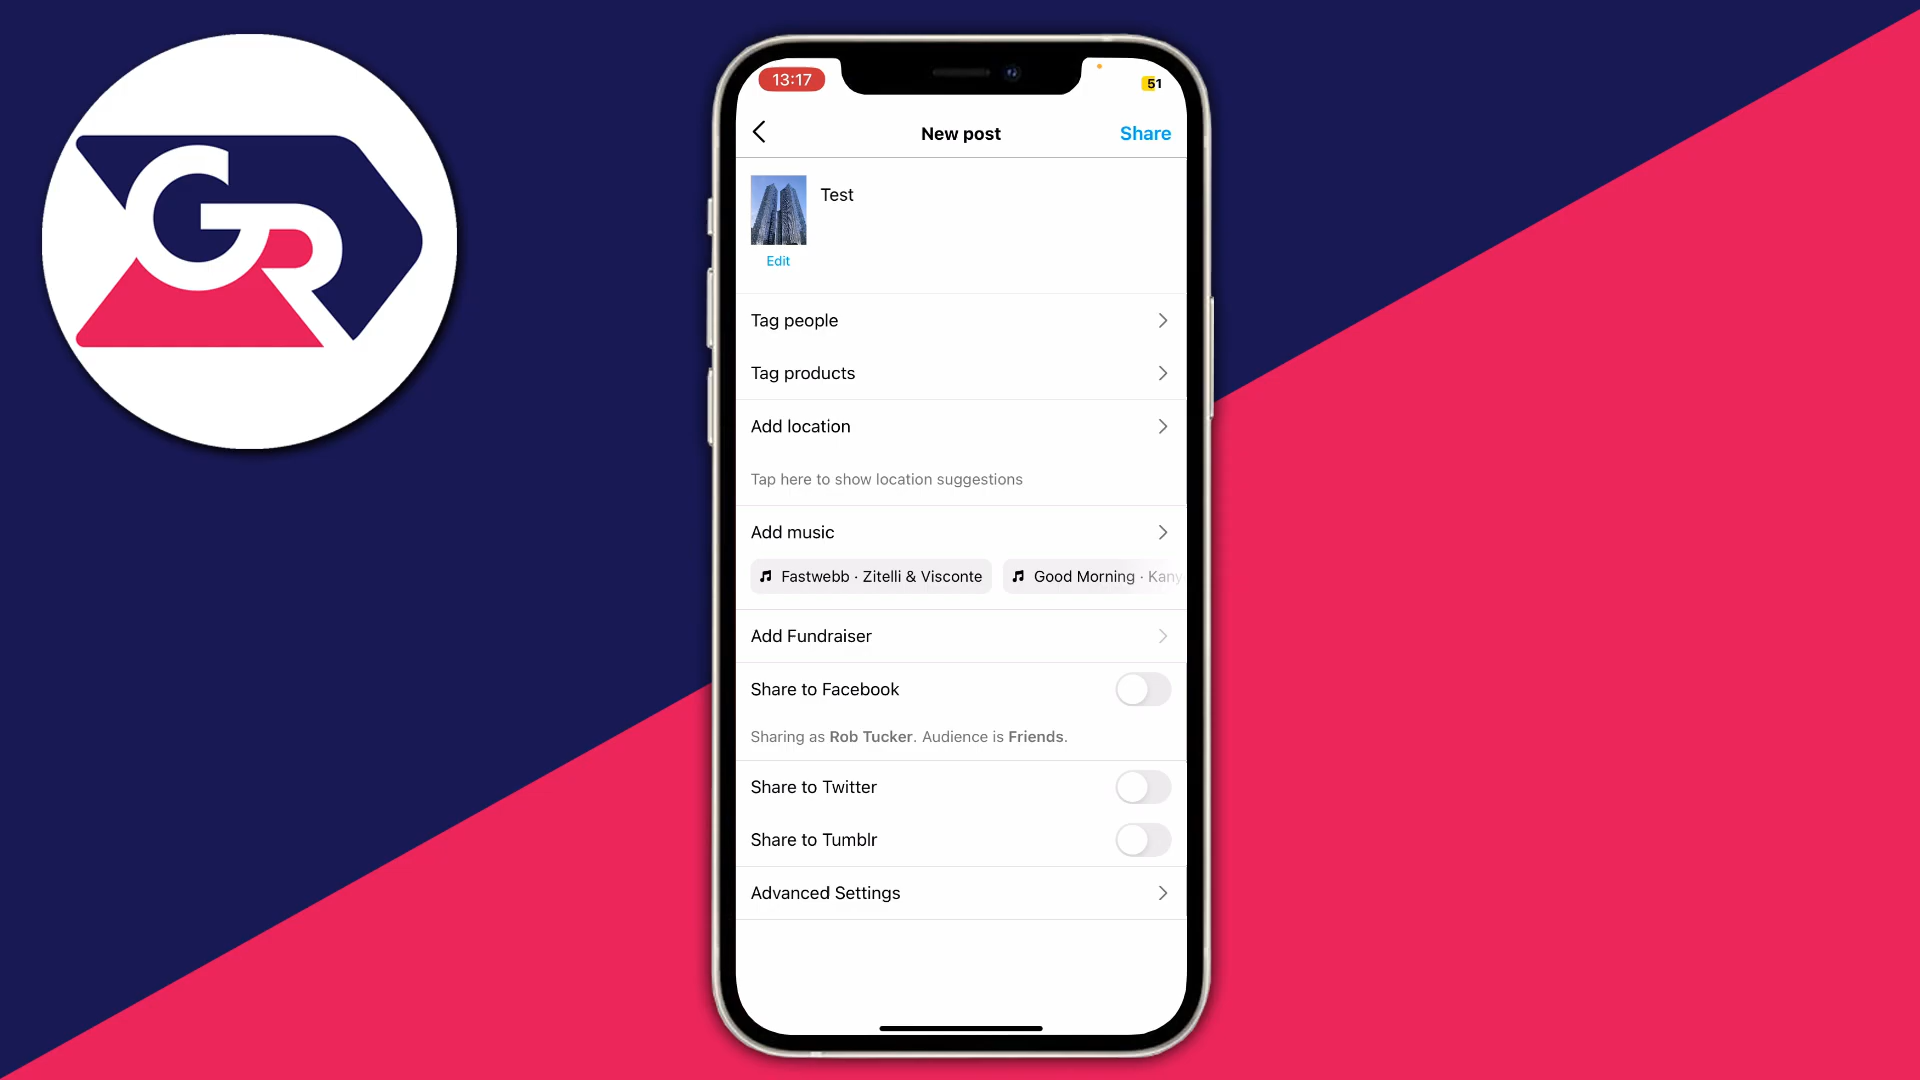 GR
13:17
51
New post
Share
Test
Edit
Tag people
Tag products
Add location
Tap here to show location suggestions
Add music
Fastwebb · Zitelli & Visconte
Good Morning · Kany
Add Fundraiser
Share to Facebook
Sharing as Rob Tucker. Audience is Friends.
Share to Twitter
Share to Tumblr
Advanced Settings